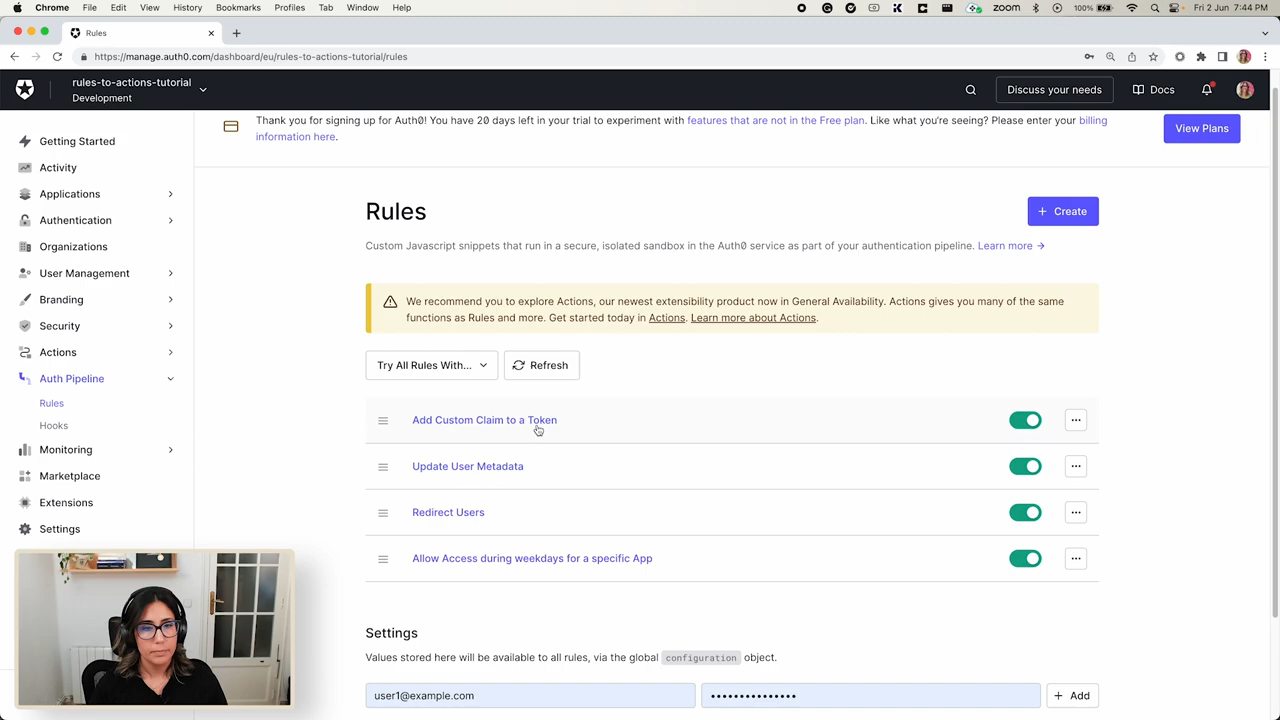 Chrome File Edit View History Bookmarks Profiles Tab Window Help zoom 100% Fri 2 Jun 7:44 PM
Rules
https://manage.auth0.com/dashboard/eu/rules-to-actions-tutorial/rules
rules-to-actions-tutorial
Development
Discuss your needs
Docs
Getting Started
Activity
Applications
Authentication
Organizations
User Management
Branding
Security
Actions
Auth Pipeline
Rules
Hooks
Monitoring
Marketplace
Extensions
Settings
Thank you for signing up for Auth0! You have 20 days left in your trial to experiment with features that are not in the Free plan. Like what you're seeing? Please enter your billing
information here.
View Plans
Rules
+ Create
Custom Javascript snippets that run in a secure, isolated sandbox in the Auth0 service as part of your authentication pipeline. Learn more →
We recommend you to explore Actions, our newest extensibility product now in General Availability. Actions gives you many of the same
functions as Rules and more. Get started today in Actions. Learn more about Actions.
Try All Rules With...
Refresh
Add Custom Claim to a Token
Update User Metadata
Redirect Users
Allow Access during weekdays for a specific App
Settings
Values stored here will be available to all rules, via the global configuration object.
user1@example.com
•••••••••••••••
+ Add